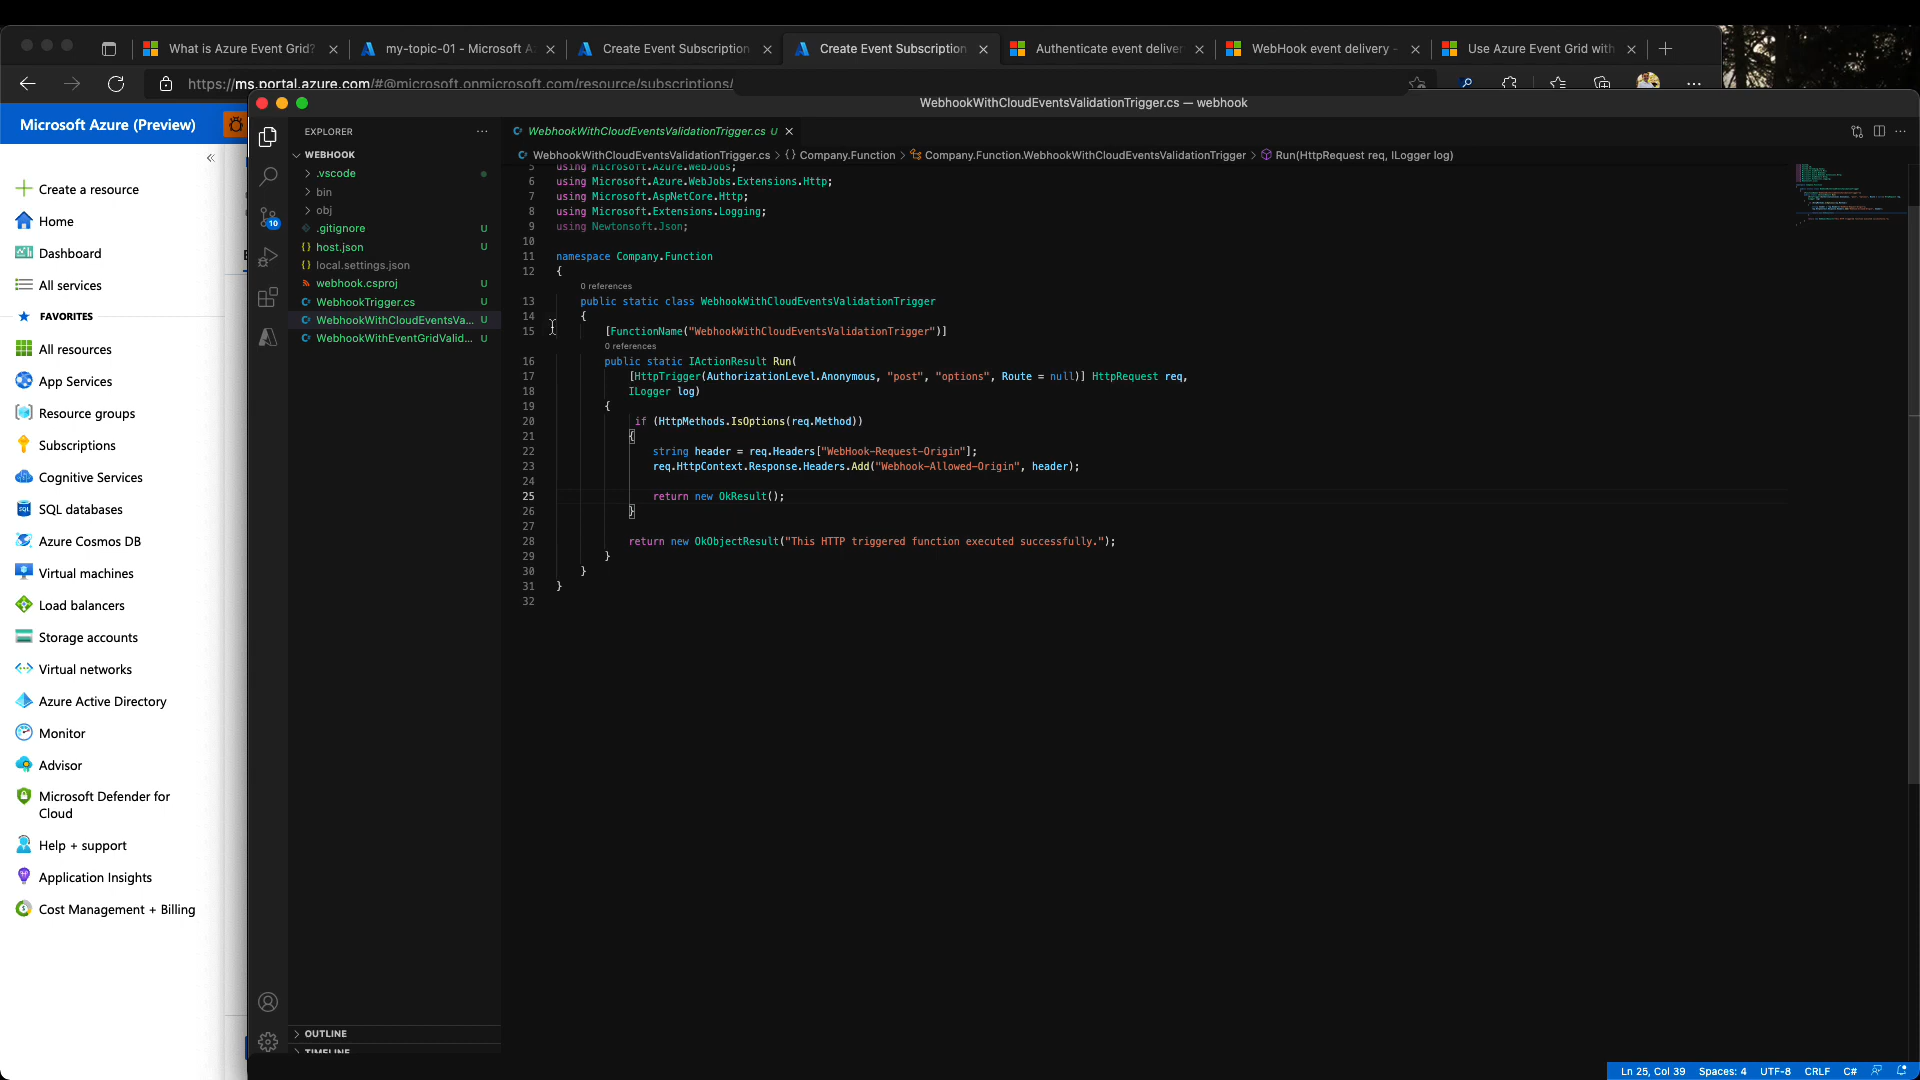 What is Azure Event Grid?
my-topic-01 - Microsoft A
Create Event Subscription
Create Event Subscription
Authenticate event deliver
WebHook event delivery -
Use Azure Event Grid with
https://ms.portal.azure.com/#@microsoft.onmicrosoft.com/resource/subscriptions/
Microsoft Azure (Preview)
Create a resource
Home
Dashboard
All services
FAVORITES
All resources
App Services
Resource groups
Subscriptions
Cognitive Services
SQL databases
Azure Cosmos DB
Virtual machines
Load balancers
Storage accounts
Virtual networks
Azure Active Directory
Monitor
Advisor
Microsoft Defender for
Cloud
Help + support
Application Insights
Cost Management + Billing
WebhookWithCloudEventsValidationTrigger.cs — webhook
EXPLORER
WEBHOOK
.vscode
bin
obj
.gitignore U
{} host.json U
{} local.settings.json
webhook.csproj U
WebhookTrigger.cs U
WebhookWithCloudEventsVa... U
WebhookWithEventGridValid... U
10
OUTLINE
TIMELINE
WebhookWithCloudEventsValidationTrigger.cs U
WebhookWithCloudEventsValidationTrigger.cs > {} Company.Function > Company.Function.WebhookWithCloudEventsValidationTrigger > Run(HttpRequest req, ILogger log)
5 using Microsoft.Azure.WebJobs;
6 using Microsoft.Azure.WebJobs.Extensions.Http;
7 using Microsoft.AspNetCore.Http;
8 using Microsoft.Extensions.Logging;
9 using Newtonsoft.Json;
10
11 namespace Company.Function
12 {
0 references
13 public static class WebhookWithCloudEventsValidationTrigger
14 {
15 [FunctionName("WebhookWithCloudEventsValidationTrigger")]
0 references
16 public static IActionResult Run(
17 [HttpTrigger(AuthorizationLevel.Anonymous, "post", "options", Route = null)] HttpRequest req,
18 ILogger log)
19 {
20 if (HttpMethods.IsOptions(req.Method))
21 {
22 string header = req.Headers["WebHook-Request-Origin"];
23 req.HttpContext.Response.Headers.Add("Webhook-Allowed-Origin", header);
24
25 return new OkResult();
26 }
27
28 return new OkObjectResult("This HTTP triggered function executed successfully.");
29 }
30 }
31 }
32
Ln 25, Col 39 Spaces: 4 UTF-8 CRLF C#